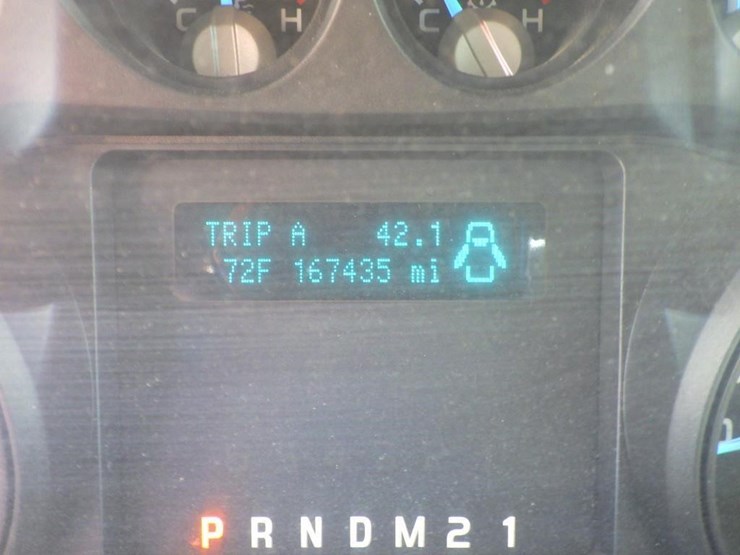 C H C H
TRIP A 42.1
72F 167435 mi
P R N D M 2 1